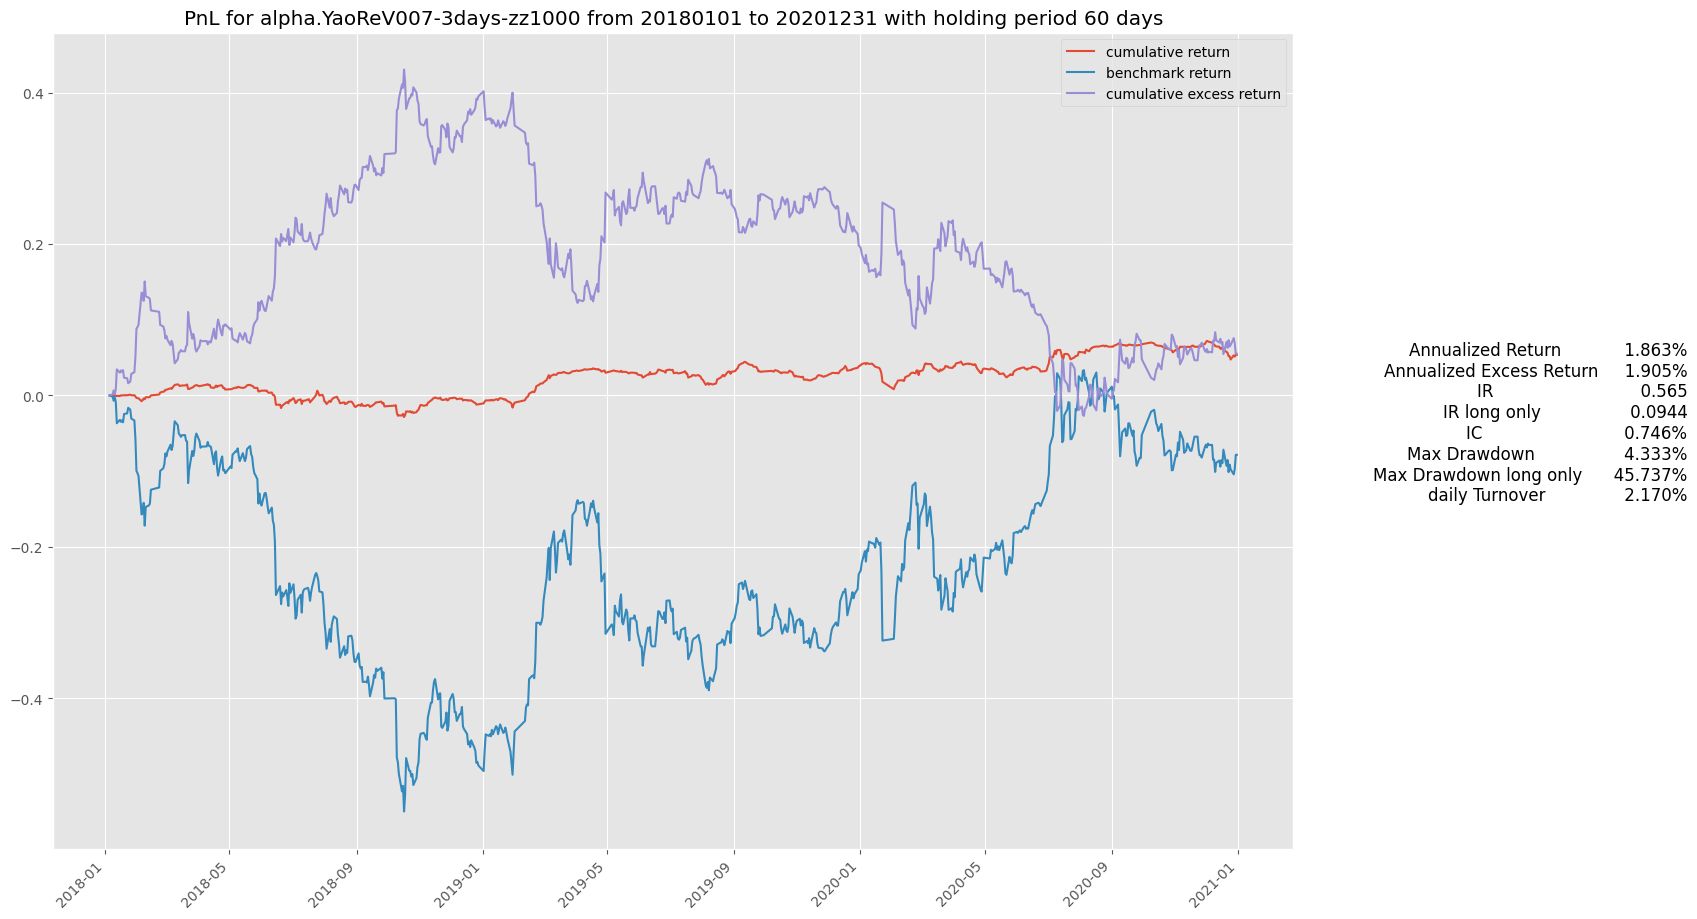 PnL for alpha.YaoReV007-3days-zz1000 from 20180101 to 20201231 with holding period 60 days
cumulative return
benchmark return
cumulative excess return
0.4
0.2
0.0
−0.2
−0.4
2018-01
2018-05
2018-09
2019-01
2019-05
2019-09
2020-01
2020-05
2020-09
2021-01
Annualized Return 1.863%
Annualized Excess Return 1.905%
IR 0.565
IR long only 0.0944
IC 0.746%
Max Drawdown 4.333%
Max Drawdown long only 45.737%
daily Turnover 2.170%